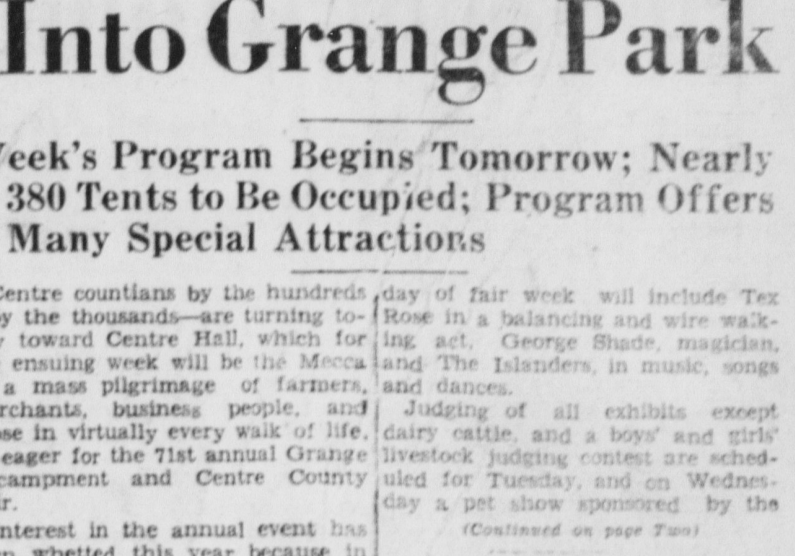 Into Grange Park
eek's Program Begins Tomorrow; Nearly
380 Tents to Be Occupied; Program Offers
Many Special Attractions
Centre countians by the hundreds
by the thousands—are turning to-
toward Centre Hall, which for
ensuing week will be the Mecca
a mass pilgrimage of farmers,
rchants, business people, and
se in virtually every walk of life,
eager for the 71st annual Grange
campment and Centre County
ir.
nterest in the annual event has
whetted this year because in
day of fair week will include Tex
Rose in a balancing and wire walk-
ing act, George Shade, magician,
and The Islanders, in music, songs
and dances.
Judging of all exhibits except
dairy cattle, and a boys' and girls'
livestock judging contest are sched-
uled for Tuesday, and on Wednes-
day a pet show sponsored by the
(Continued on page Two)